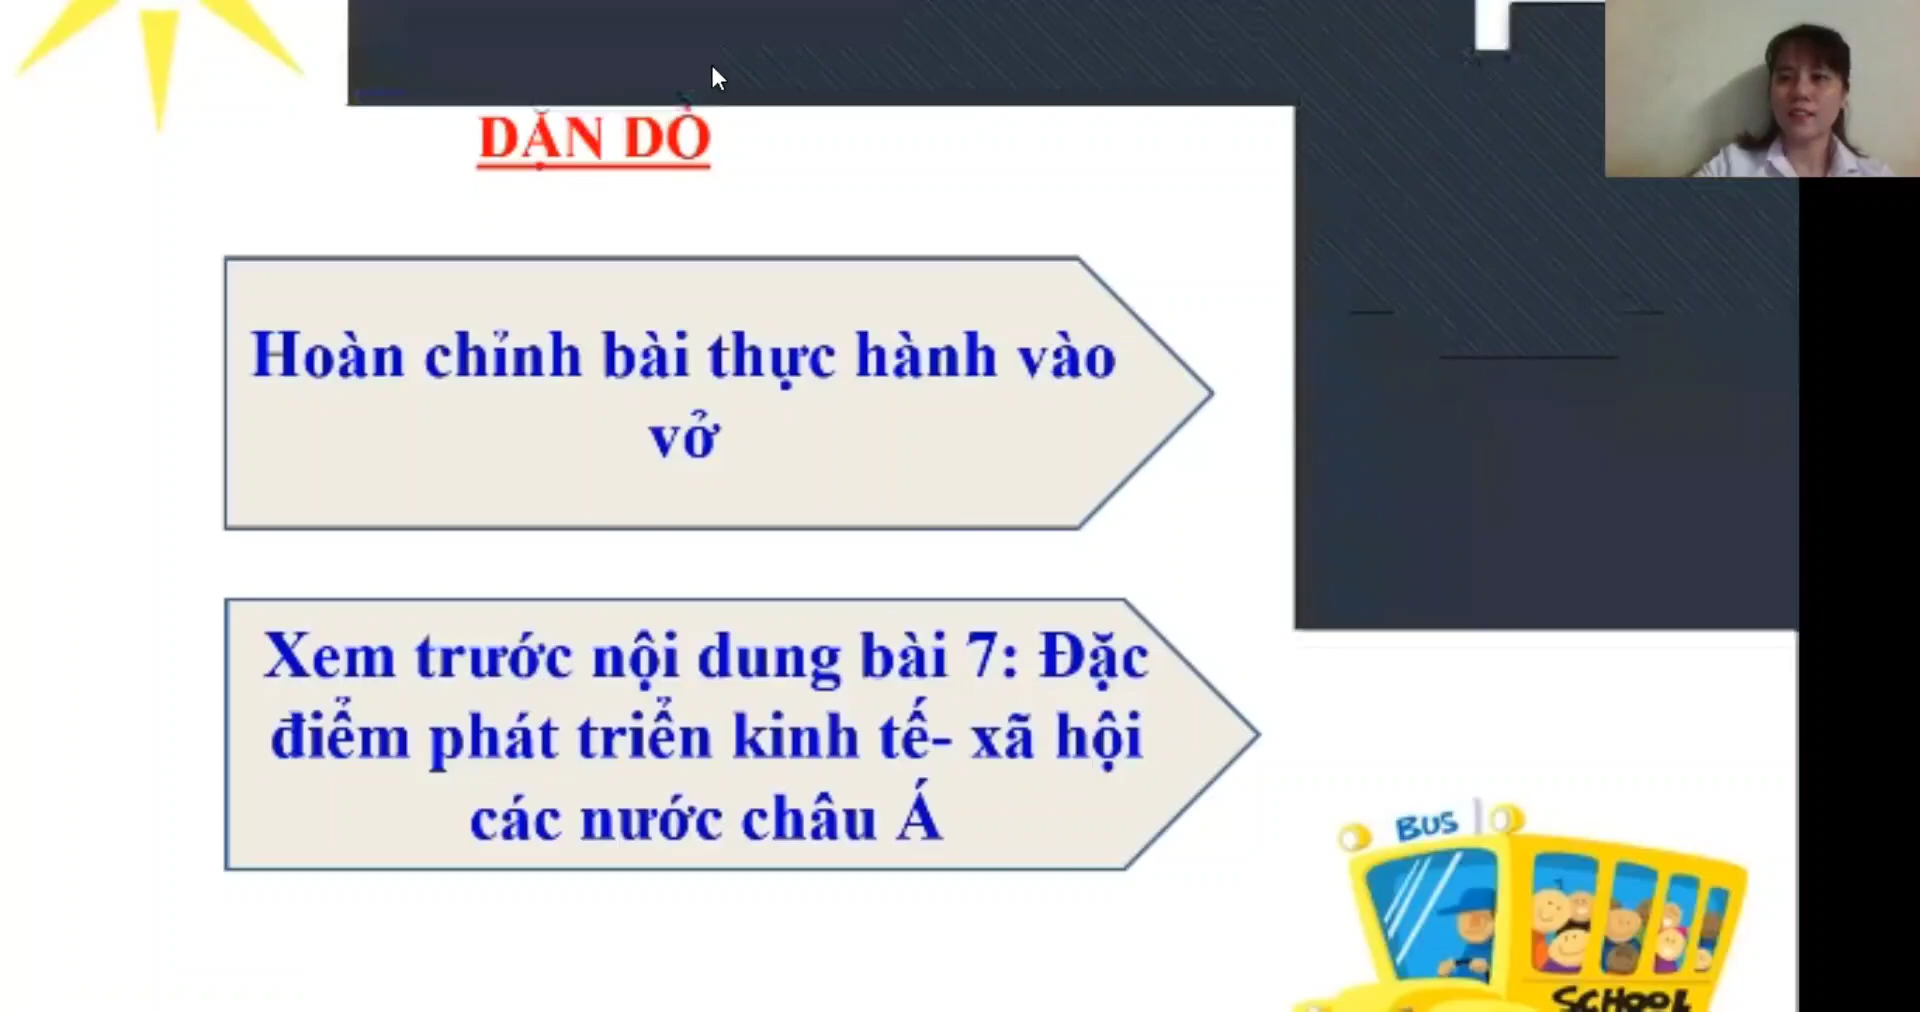 DẶN DÒ
Hoàn chỉnh bài thực hành vào
vở
Xem trước nội dung bài 7: Đặc
điểm phát triển kinh tế- xã hội
các nước châu Á
BUS
SCHOOL